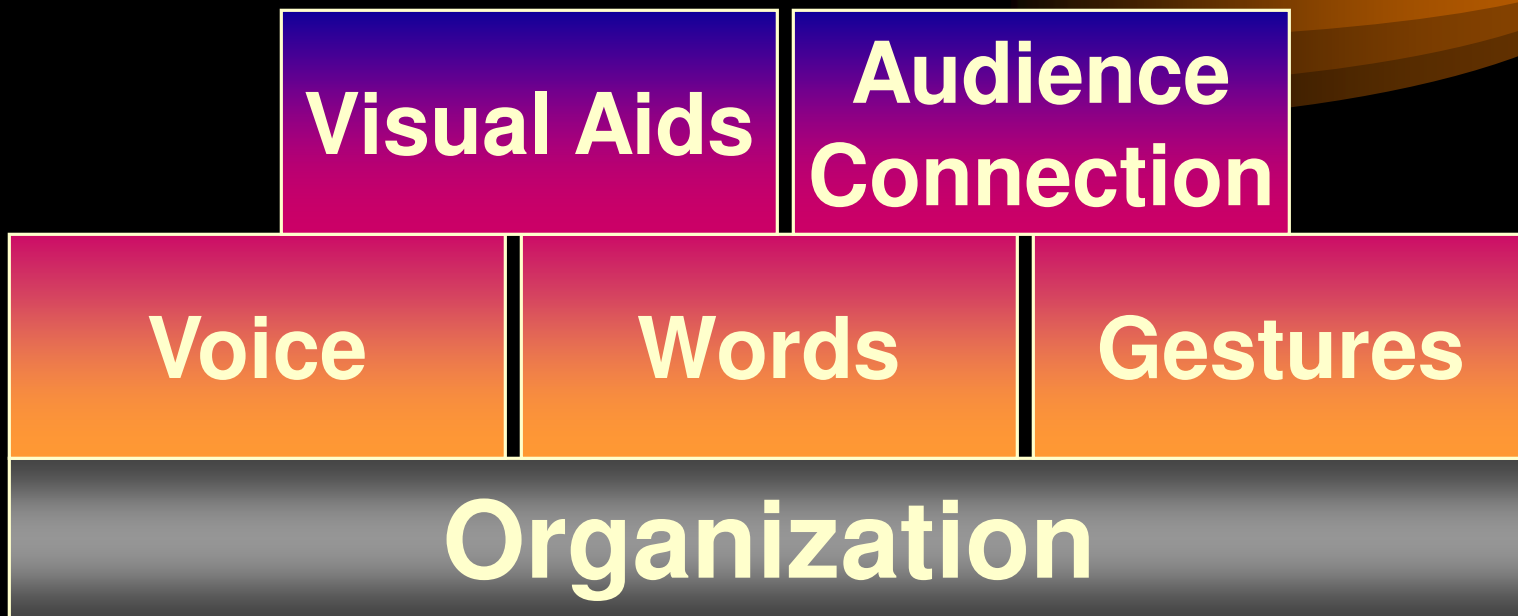 Visual Aids
Audience
Connection
Voice
Words
Gestures
Organization